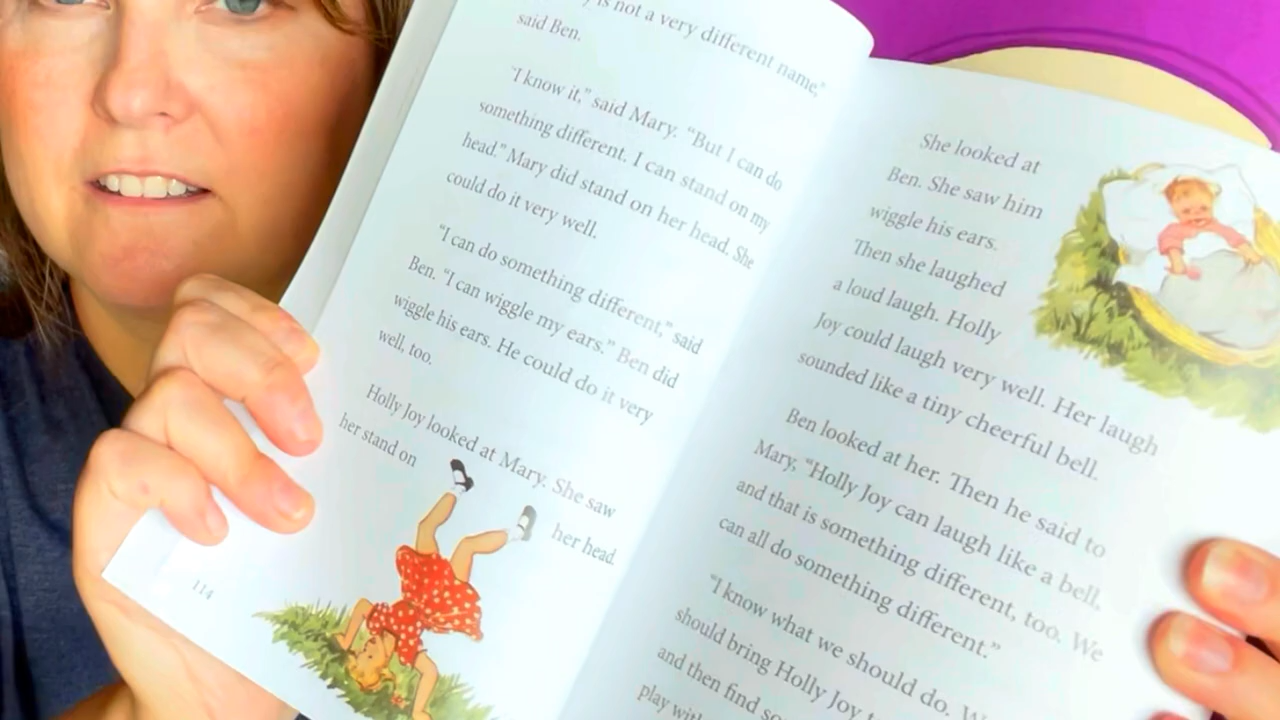 is not a very different name,"
said Ben.
"I know it," said Mary. "But I can do
something different. I can stand on my
head." Mary did stand on her head. She
could do it very well.
"I can do something different," said
Ben. "I can wiggle my ears." Ben did
wiggle his ears. He could do it very
well, too.
Holly Joy looked at Mary. She saw
her stand on her head.
114
She looked at
Ben. She saw him
wiggle his ears.
Then she laughed
a loud laugh. Holly
Joy could laugh very well. Her laugh
sounded like a tiny cheerful bell.
Ben looked at her. Then he said to
Mary, "Holly Joy can laugh like a bell,
and that is something different, too. We
can all do something different."
"I know what we should do. W
should bring Holly Joy
and then find
play